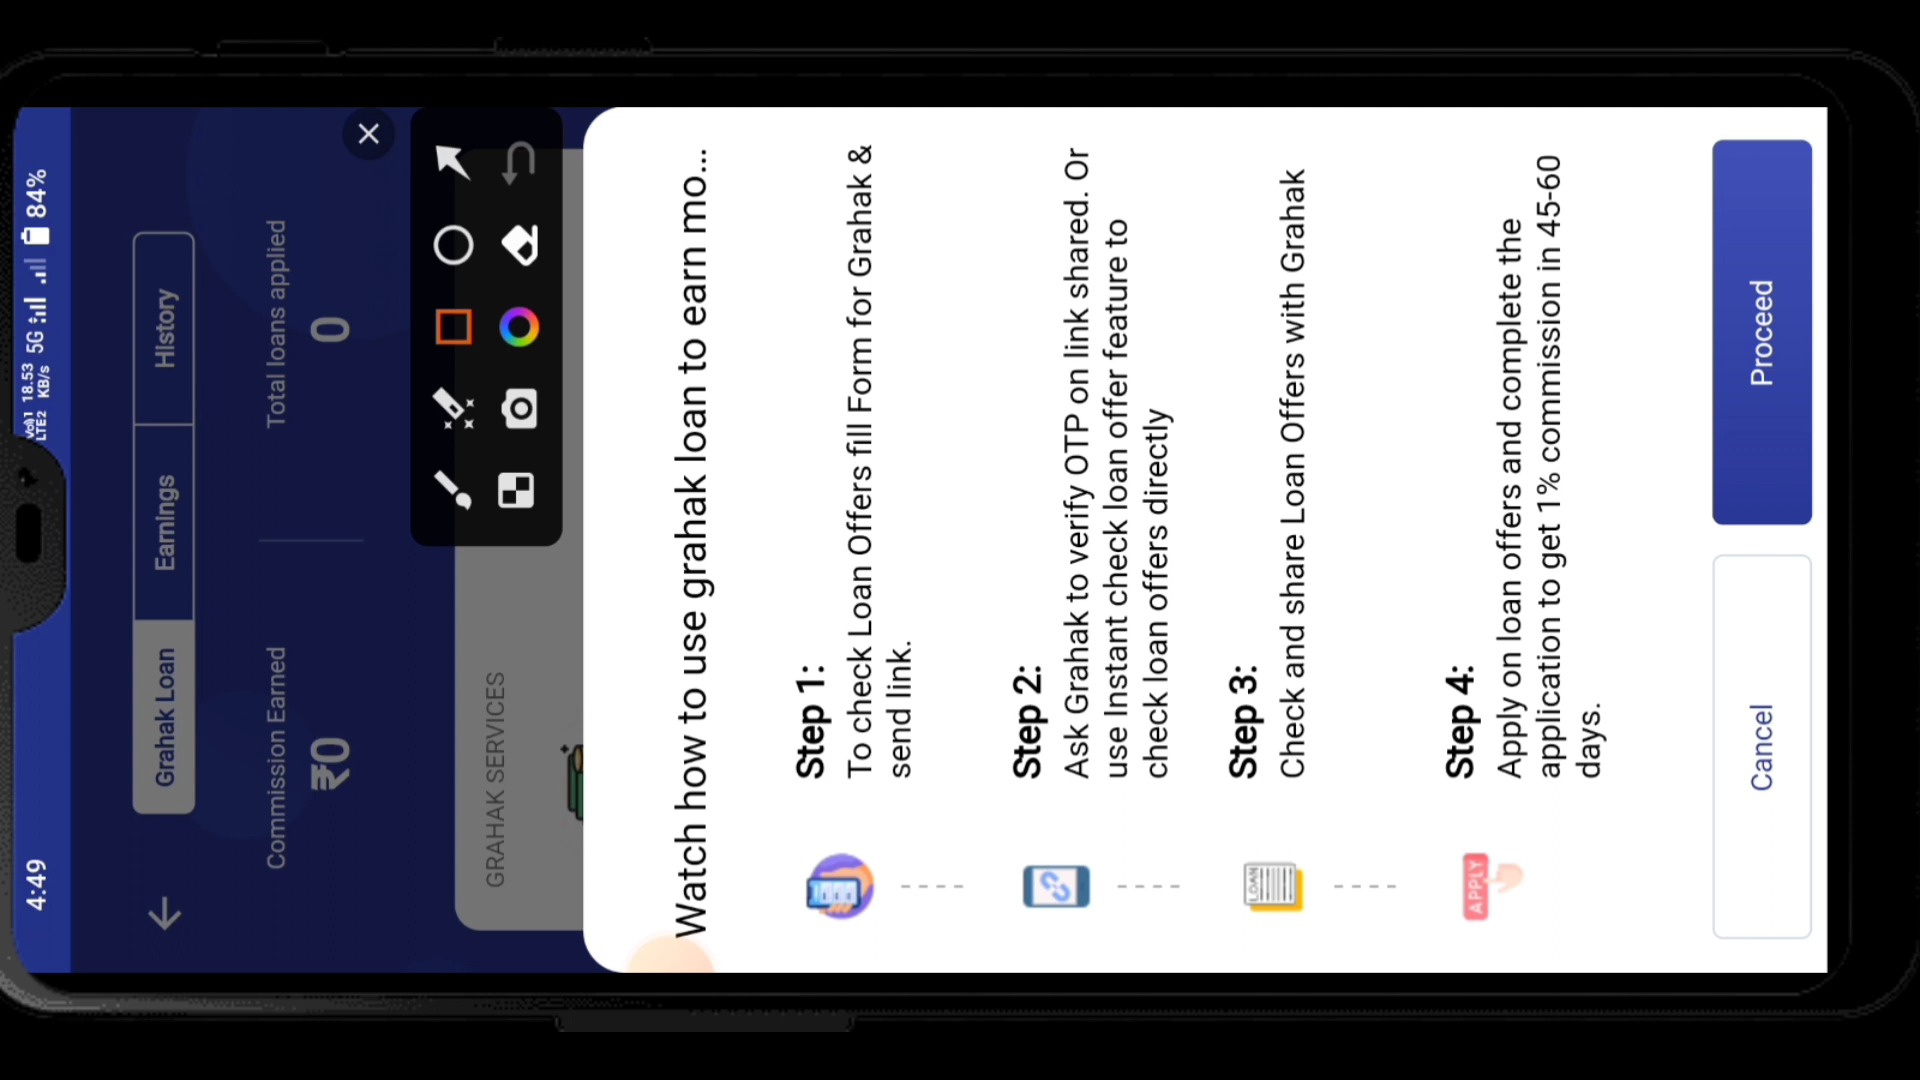 4:49
Vo)) 18.53 5G 84%
LTE2 KB/s
Grahak Loan Earnings History
Commission Earned Total loans applied
₹0 0
GRAHAK SERVICES
Watch how to use grahak loan to earn mo...
Step 1:
To check Loan Offers fill Form for Grahak &
send link.
Step 2:
Ask Grahak to verify OTP on link shared. Or
use Instant check loan offer feature to
check loan offers directly
LOAN
Step 3:
Check and share Loan Offers with Grahak
APPLY
Step 4:
Apply on loan offers and complete the
application to get 1% commission in 45-60
days.
Cancel Proceed